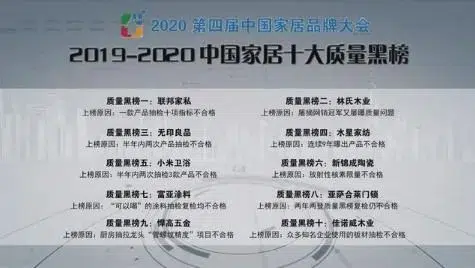 2020 第四届中国家居品牌大会
2019-2020中国家居十大质量黑榜
质量黑榜一：联邦家私
上榜原因：一款产品抽检十项指标不合格
质量黑榜二：林氏木业
上榜原因：屡摘网销冠军又屡曝质量问题
质量黑榜三：无印良品
上榜原因：半年内两次产品抽检不合格
质量黑榜四：水星家纺
上榜原因：连续9年曝出产品不合格
质量黑榜五：小米卫浴
上榜原因：半年内两次抽检3款产品不合格
质量黑榜六：新锦成陶瓷
上榜原因：放射性核素限量不合格
质量黑榜七：富亚涂料
上榜原因：“可以喝”的涂料抽检复检均不合格
质量黑榜八：亚萨合莱门锁
上榜原因：两年两登质量黑榜复检仍不合格
质量黑榜九：悍高五金
上榜原因：厨房抽拉龙头“管螺纹精度”项目不合格
质量黑榜十：佳诺威木业
上榜原因：众多知名企业使用的板材抽检不合格